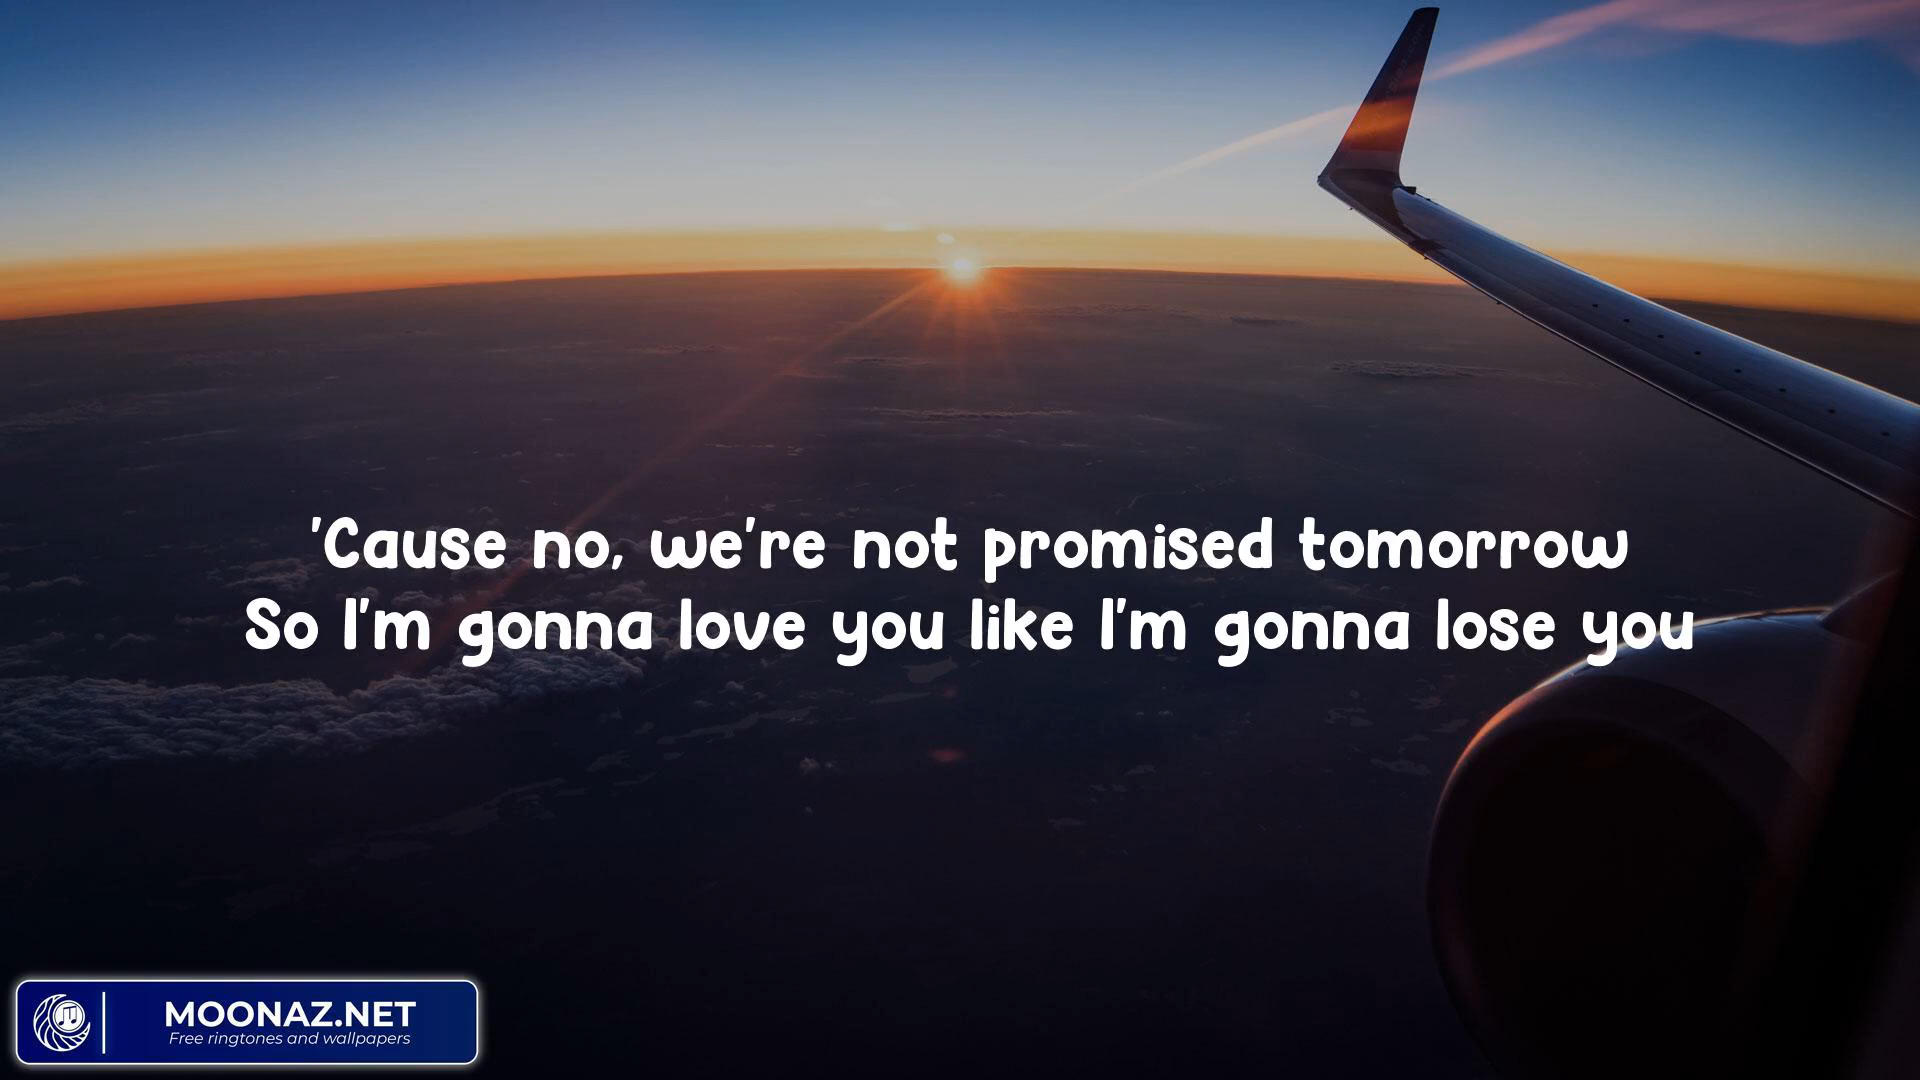 'Cause no, we're not promised tomorrow
So I'm gonna love you like I'm gonna lose you
MOONAZ.NET
Free ringtones and wallpapers